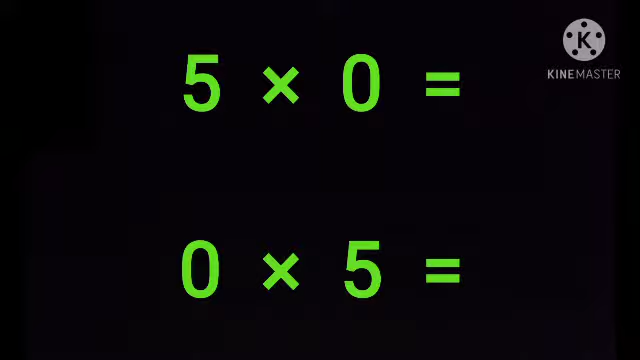 5 × 0 =
KINEMASTER
0 × 5 =